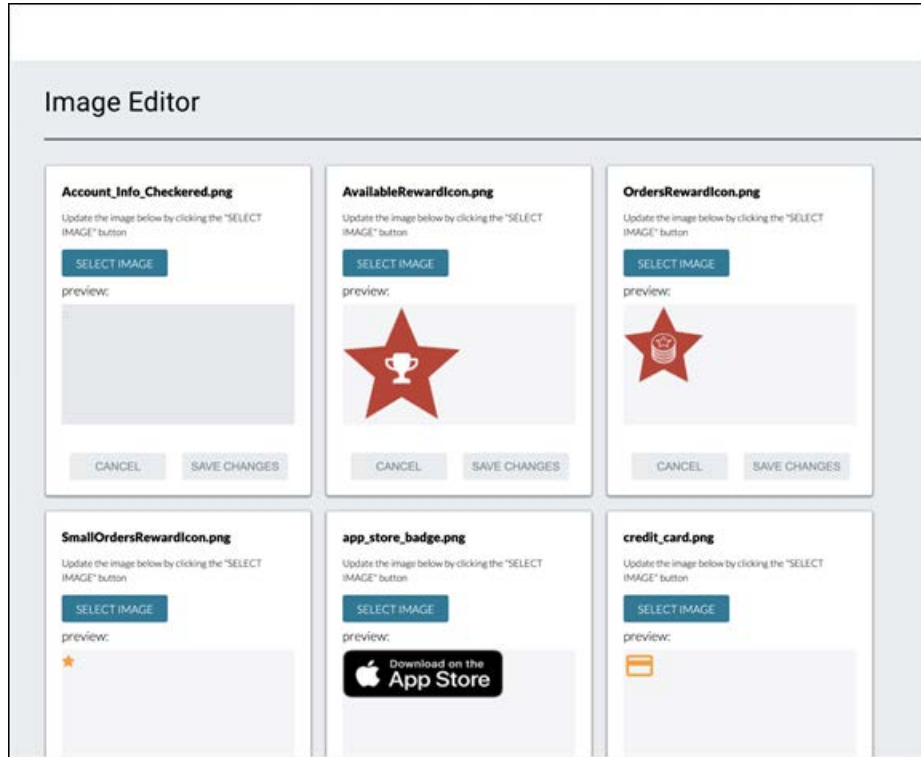 Image Editor
Account_Info_Checkered.png
Update the image below by clicking the "SELECT
IMAGE" button
SELECT IMAGE
preview:
CANCEL
SAVE CHANGES
AvailableRewardIcon.png
Update the image below by clicking the "SELECT
IMAGE" button
SELECT IMAGE
preview:
CANCEL
SAVE CHANGES
OrdersRewardIcon.png
Update the image below by clicking the "SELECT
IMAGE" button
SELECT IMAGE
preview:
CANCEL
SAVE CHANGES
SmallOrdersRewardIcon.png
Update the image below by clicking the "SELECT
IMAGE" button
SELECT IMAGE
preview:
app_store_badge.png
Update the image below by clicking the "SELECT
IMAGE" button
SELECT IMAGE
preview:
Download on the
App Store
credit_card.png
Update the image below by clicking the "SELECT
IMAGE" button
SELECT IMAGE
preview: